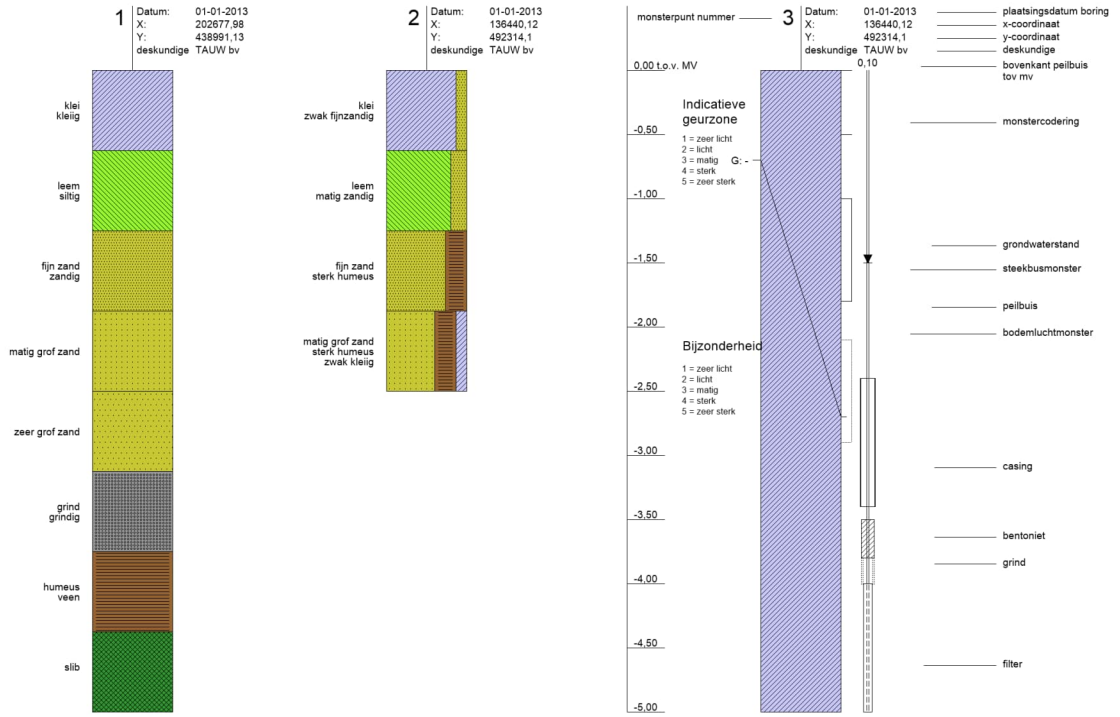 1
Datum: 01-01-2013
X: 202677,98
Y: 438991,13
deskundige TAUW bv
klei
kleiig
leem
siltig
fijn zand
zandig
matig grof zand
zeer grof zand
grind
grindig
humeus
veen
slib
2
Datum: 01-01-2013
X: 136440,12
Y: 492314,1
deskundige TAUW bv
klei
zwak fijnzandig
leem
matig zandig
fijn zand
sterk humeus
matig grof zand
sterk humeus
zwak kleiig
monsterpunt nummer
3
Datum: 01-01-2013
X: 136440,12
Y: 492314,1
deskundige TAUW bv
0,10
0,00 t.o.v. MV
-0,50
-1,00
-1,50
-2,00
-2,50
-3,00
-3,50
-4,00
-4,50
-5,00
Indicatieve
geurzone
1 = zeer licht
2 = licht
3 = matig
4 = sterk
5 = zeer sterk
G: -
Bijzonderheid
1 = zeer licht
2 = licht
3 = matig
4 = sterk
5 = zeer sterk
plaatsingsdatum boring
x-coordinaat
y-coordinaat
deskundige
bovenkant peilbuis
tov mv
monstercodering
grondwaterstand
steekbusmonster
peilbuis
bodemluchtmonster
casing
bentoniet
grind
filter